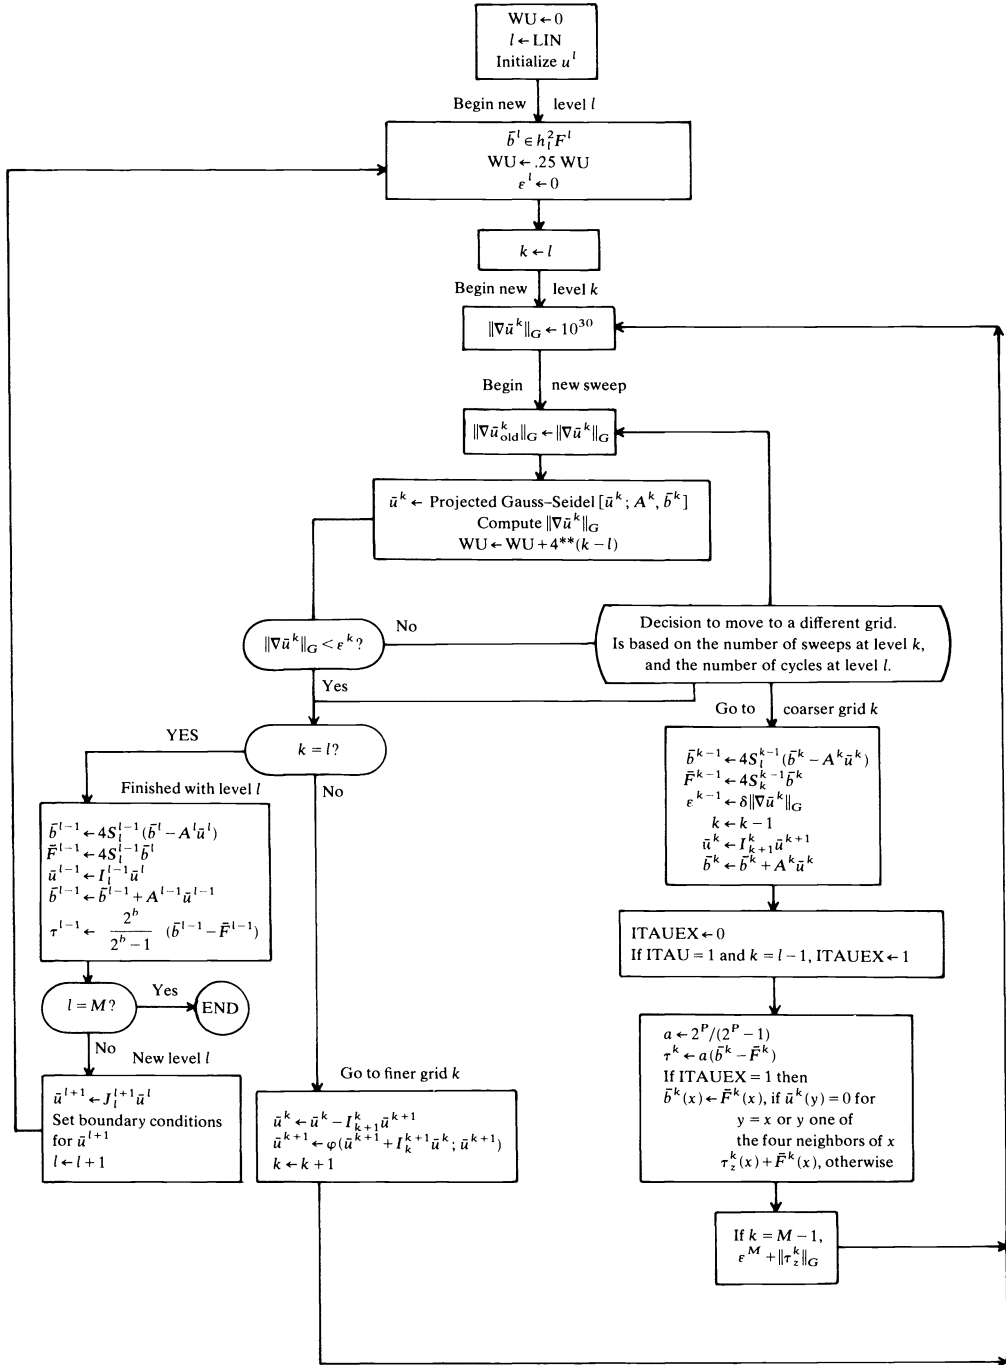 WU ← 0
l ← LIN
Initialize u^l
Begin new level l
b̄^l ∈ h_l^2 F^l
WU ← .25 WU
ε^l ← 0
k ← l
Begin new level k
‖∇ū^k‖_G ← 10^30
Begin new sweep
‖∇ū^k_old‖_G ← ‖∇ū^k‖_G
ū^k ← Projected Gauss–Seidel [ū^k; A^k, b̄^k]
Compute ‖∇ū^k‖_G
WU ← WU + 4**(k − l)
‖∇ū^k‖_G < ε^k?
No
Yes
Decision to move to a different grid.
Is based on the number of sweeps at level k,
and the number of cycles at level l.
Go to coarser grid k
k = l?
YES
No
Finished with level l
b̄^{l−1} ← 4S_l^{l−1}(b̄^l − A^l ū^l)
F̄^{l−1} ← 4S_l^{l−1} b̄^l
ū^{l−1} ← I_l^{l−1} ū^l
b̄^{l−1} ← b̄^{l−1} + A^{l−1} ū^{l−1}
τ^{l−1} ← 2^b / (2^b − 1) (b̄^{l−1} − F̄^{l−1})
l = M?
Yes
END
No
New level l
ū^{l+1} ← J_l^{l+1} ū^l
Set boundary conditions
for ū^{l+1}
l ← l + 1
Go to finer grid k
ū^k ← ū^k − I_{k+1}^k ū^{k+1}
ū^{k+1} ← φ(ū^{k+1} + I_k^{k+1} ū^k; ū^{k+1})
k ← k + 1
b̄^{k−1} ← 4S_l^{k−1}(b̄^k − A^k ū^k)
F̄^{k−1} ← 4S_k^{k−1} b̄^k
ε^{k−1} ← δ‖∇ū^k‖_G
k ← k − 1
ū^k ← I_{k+1}^k ū^{k+1}
b̄^k ← b̄^k + A^k ū^k
ITAUEX ← 0
If ITAU = 1 and k = l − 1, ITAUEX ← 1
a ← 2^P/(2^P − 1)
τ^k ← a(b̄^k − F̄^k)
If ITAUEX = 1 then
b̄^k(x) ← F̄^k(x), if ū^k(y) = 0 for
y = x or y one of
the four neighbors of x
τ_z^k(x) + F̄^k(x), otherwise
If k = M − 1,
ε^M + ‖τ_z^k‖_G